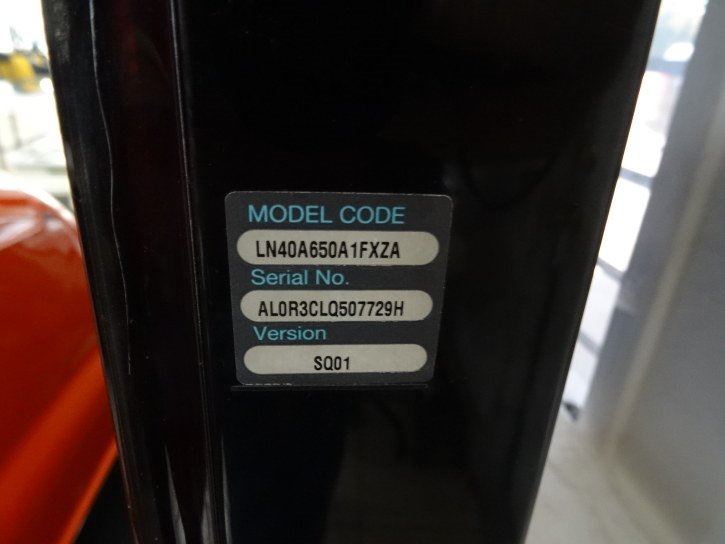 MODEL CODE
LN40A650A1FXZA
Serial No.
AL0R3CLQ507729H
Version
SQ01